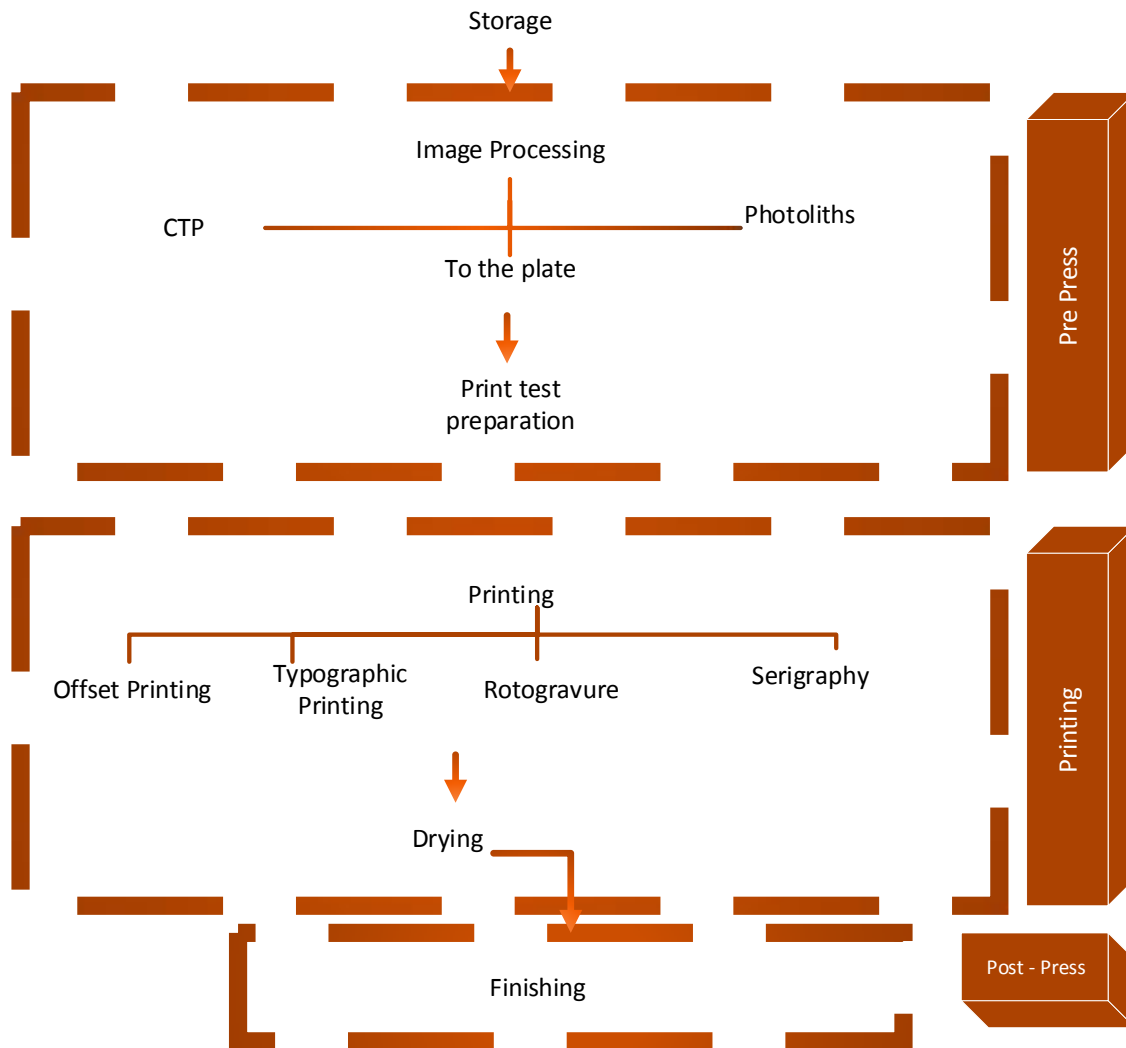 Storage
Image Processing
CTP
Photoliths
To the plate
Print test
preparation
Pre Press
Printing
Offset Printing
Typographic
Printing
Rotogravure
Serigraphy
Drying
Printing
Finishing
Post - Press